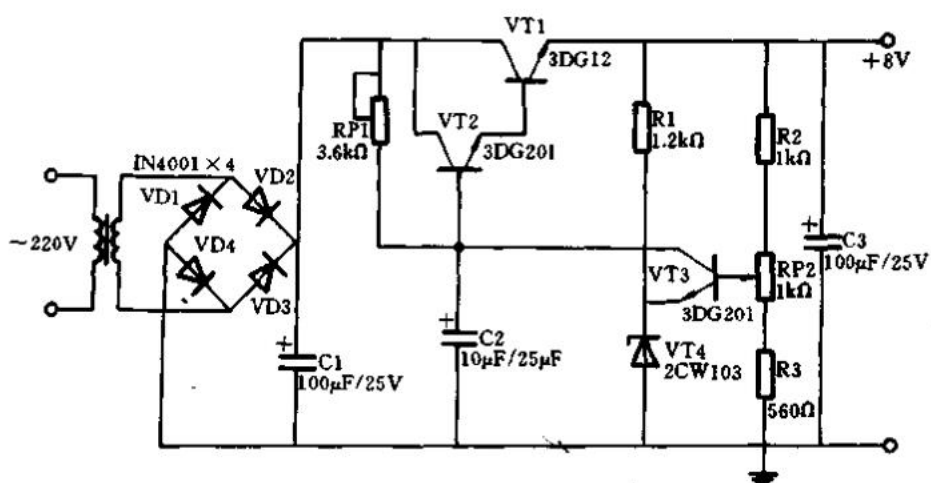 VT1
3DG12
+8V
RP1
3.6kΩ
VT2
3DG201
R1
1.2kΩ
R2
1kΩ
IN4001×4
VD1
VD2
~220V
VD4
VD3
VT3
3DG201
RP2
1kΩ
+
C3
100μF/25V
+
C1
100μF/25V
+
C2
10μF/25μF
VT4
2CW103
R3
560Ω